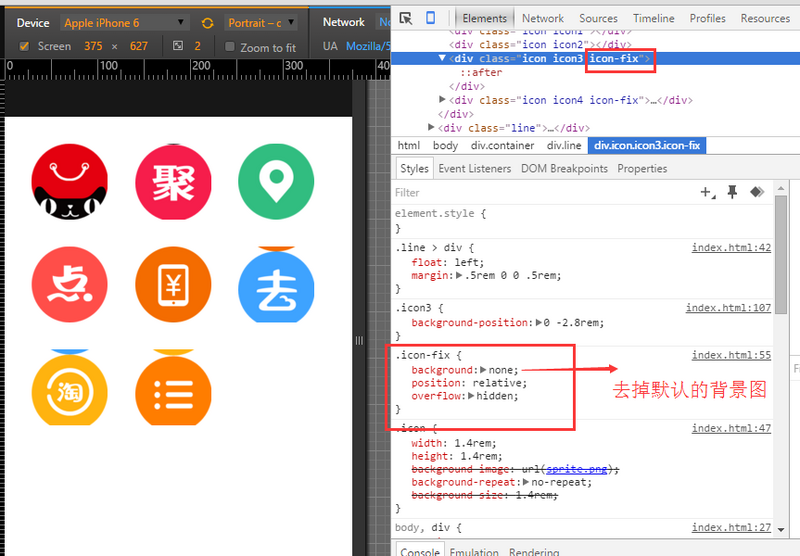 Device Apple iPhone 6 Portrait – c Network No
Screen 375 × 627 2 Zoom to fit UA Mozilla/5
0 100 200 300 400
聚
点 ¥ 去
淘
Elements Network Sources Timeline Profiles Resources
<div class="icon icon1"></div>
<div class="icon icon2"></div>
<div class="icon icon3 icon-fix">
::after
</div>
<div class="icon icon4 icon-fix">…</div>
</div>
<div class="line">…</div>
html body div.container div.line div.icon.icon3.icon-fix
Styles Event Listeners DOM Breakpoints Properties
Filter
element.style {
}
.line > div { index.html:42
float: left;
margin: .5rem 0 0 .5rem;
}
.icon3 { index.html:107
background-position: 0 -2.8rem;
}
.icon-fix { index.html:55
background: none;
position: relative;
overflow: hidden;
}
去掉默认的背景图
.icon { index.html:47
width: 1.4rem;
height: 1.4rem;
background-image: url(sprite.png);
background-repeat: no-repeat;
background-size: 1.4rem;
}
body, div { index.html:27
Console Emulation Rendering